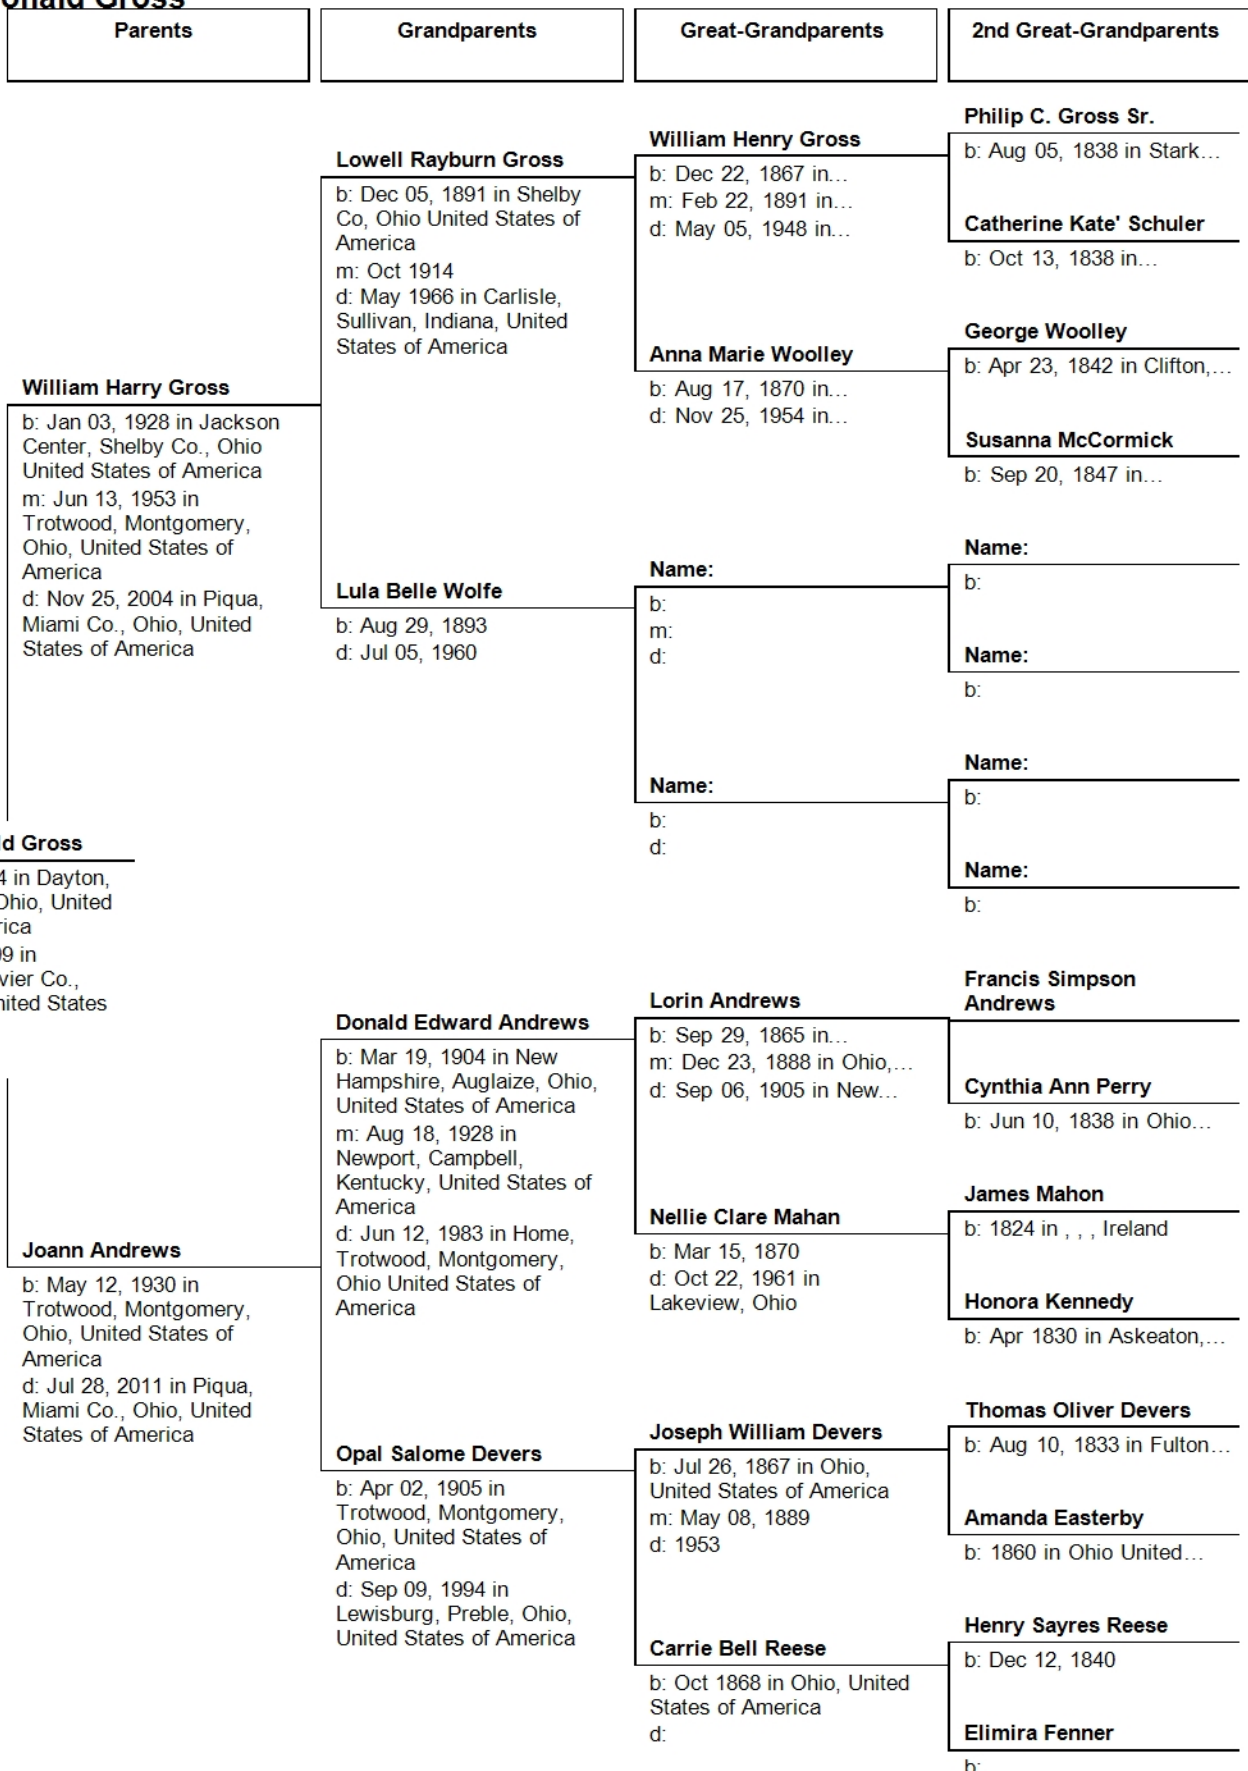 onald Gross
Parents
Grandparents
Great-Grandparents
2nd Great-Grandparents
Philip C. Gross Sr.
b: Aug 05, 1838 in Stark…
William Henry Gross
b: Dec 22, 1867 in…
m: Feb 22, 1891 in…
d: May 05, 1948 in…
Catherine Kate' Schuler
b: Oct 13, 1838 in…
Lowell Rayburn Gross
b: Dec 05, 1891 in Shelby
Co, Ohio United States of
America
m: Oct 1914
d: May 1966 in Carlisle,
Sullivan, Indiana, United
States of America
George Woolley
b: Apr 23, 1842 in Clifton,…
Anna Marie Woolley
b: Aug 17, 1870 in…
d: Nov 25, 1954 in…
Susanna McCormick
b: Sep 20, 1847 in…
William Harry Gross
b: Jan 03, 1928 in Jackson
Center, Shelby Co., Ohio
United States of America
m: Jun 13, 1953 in
Trotwood, Montgomery,
Ohio, United States of
America
d: Nov 25, 2004 in Piqua,
Miami Co., Ohio, United
States of America
Lula Belle Wolfe
b: Aug 29, 1893
d: Jul 05, 1960
Name:
b:
m:
d:
Name:
b:
Name:
b:
Name:
b:
d:
Name:
b:
Name:
b:
ld Gross
4 in Dayton,
Ohio, United
rica
99 in
vier Co.,
nited States
Donald Edward Andrews
b: Mar 19, 1904 in New
Hampshire, Auglaize, Ohio,
United States of America
m: Aug 18, 1928 in
Newport, Campbell,
Kentucky, United States of
America
d: Jun 12, 1983 in Home,
Trotwood, Montgomery,
Ohio United States of
America
Lorin Andrews
b: Sep 29, 1865 in…
m: Dec 23, 1888 in Ohio,…
d: Sep 06, 1905 in New…
Francis Simpson
Andrews
Cynthia Ann Perry
b: Jun 10, 1838 in Ohio…
Nellie Clare Mahan
b: Mar 15, 1870
d: Oct 22, 1961 in
Lakeview, Ohio
James Mahon
b: 1824 in , , , Ireland
Honora Kennedy
b: Apr 1830 in Askeaton,…
Joann Andrews
b: May 12, 1930 in
Trotwood, Montgomery,
Ohio, United States of
America
d: Jul 28, 2011 in Piqua,
Miami Co., Ohio, United
States of America
Opal Salome Devers
b: Apr 02, 1905 in
Trotwood, Montgomery,
Ohio, United States of
America
d: Sep 09, 1994 in
Lewisburg, Preble, Ohio,
United States of America
Joseph William Devers
b: Jul 26, 1867 in Ohio,
United States of America
m: May 08, 1889
d: 1953
Thomas Oliver Devers
b: Aug 10, 1833 in Fulton…
Amanda Easterby
b: 1860 in Ohio United…
Carrie Bell Reese
b: Oct 1868 in Ohio, United
States of America
d:
Henry Sayres Reese
b: Dec 12, 1840
Elimira Fenner
b: